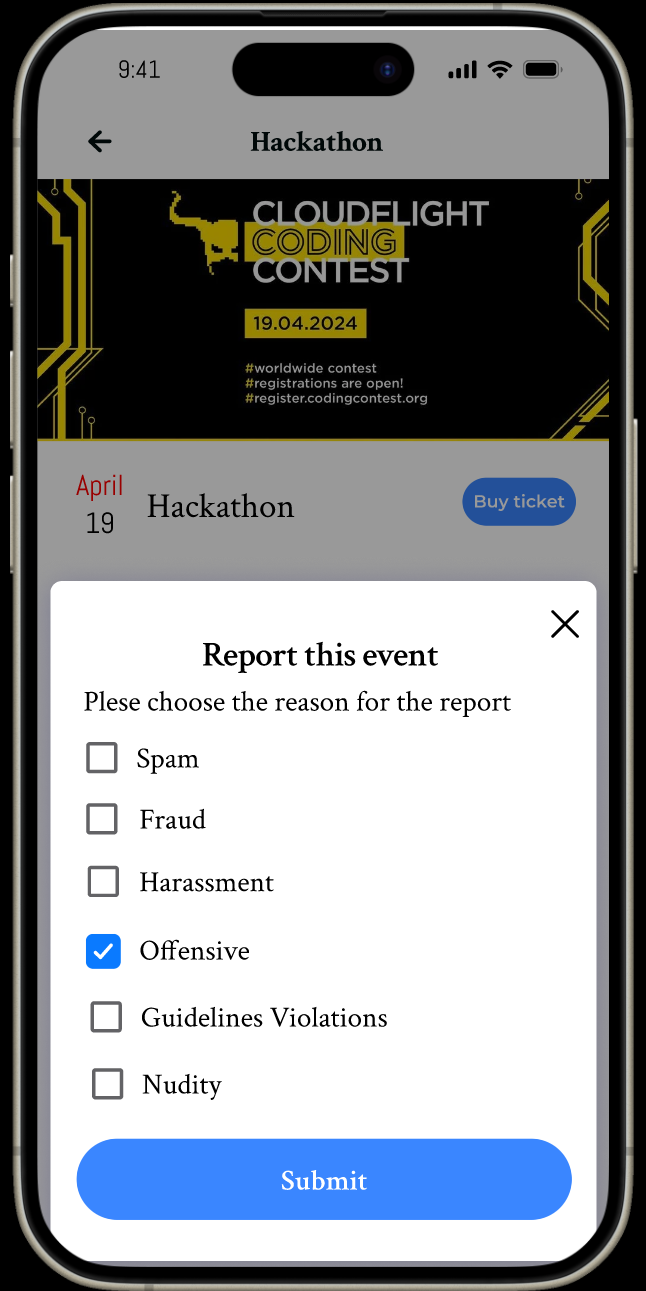 9:41
Hackathon
CLOUDFLIGHT
CODING
CONTEST
19.04.2024
#worldwide contest
#registrations are open!
#register.codingcontest.org
April
19
Hackathon
Buy ticket
Report this event
Plese choose the reason for the report
Spam
Fraud
Harassment
Offensive
Guidelines Violations
Nudity
Submit